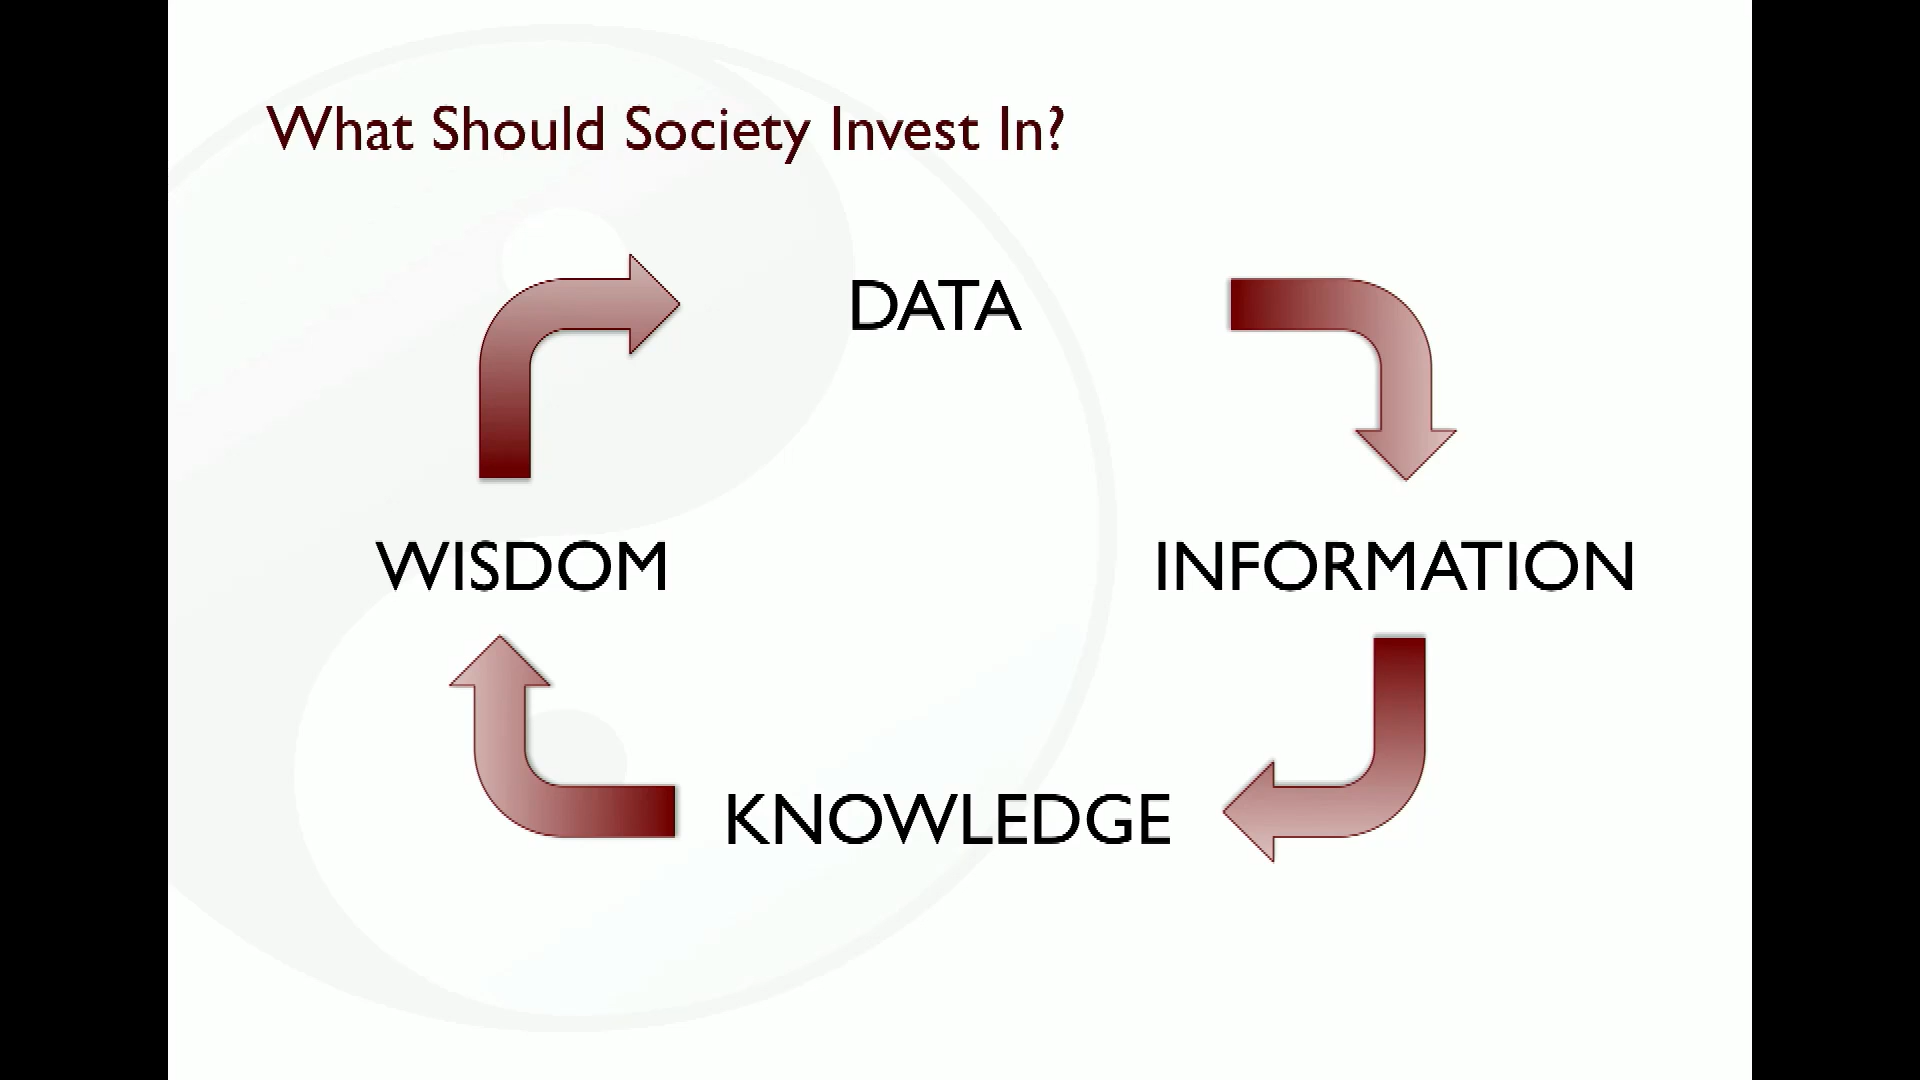 What Should Society Invest In?
DATA
WISDOM
INFORMATION
KNOWLEDGE